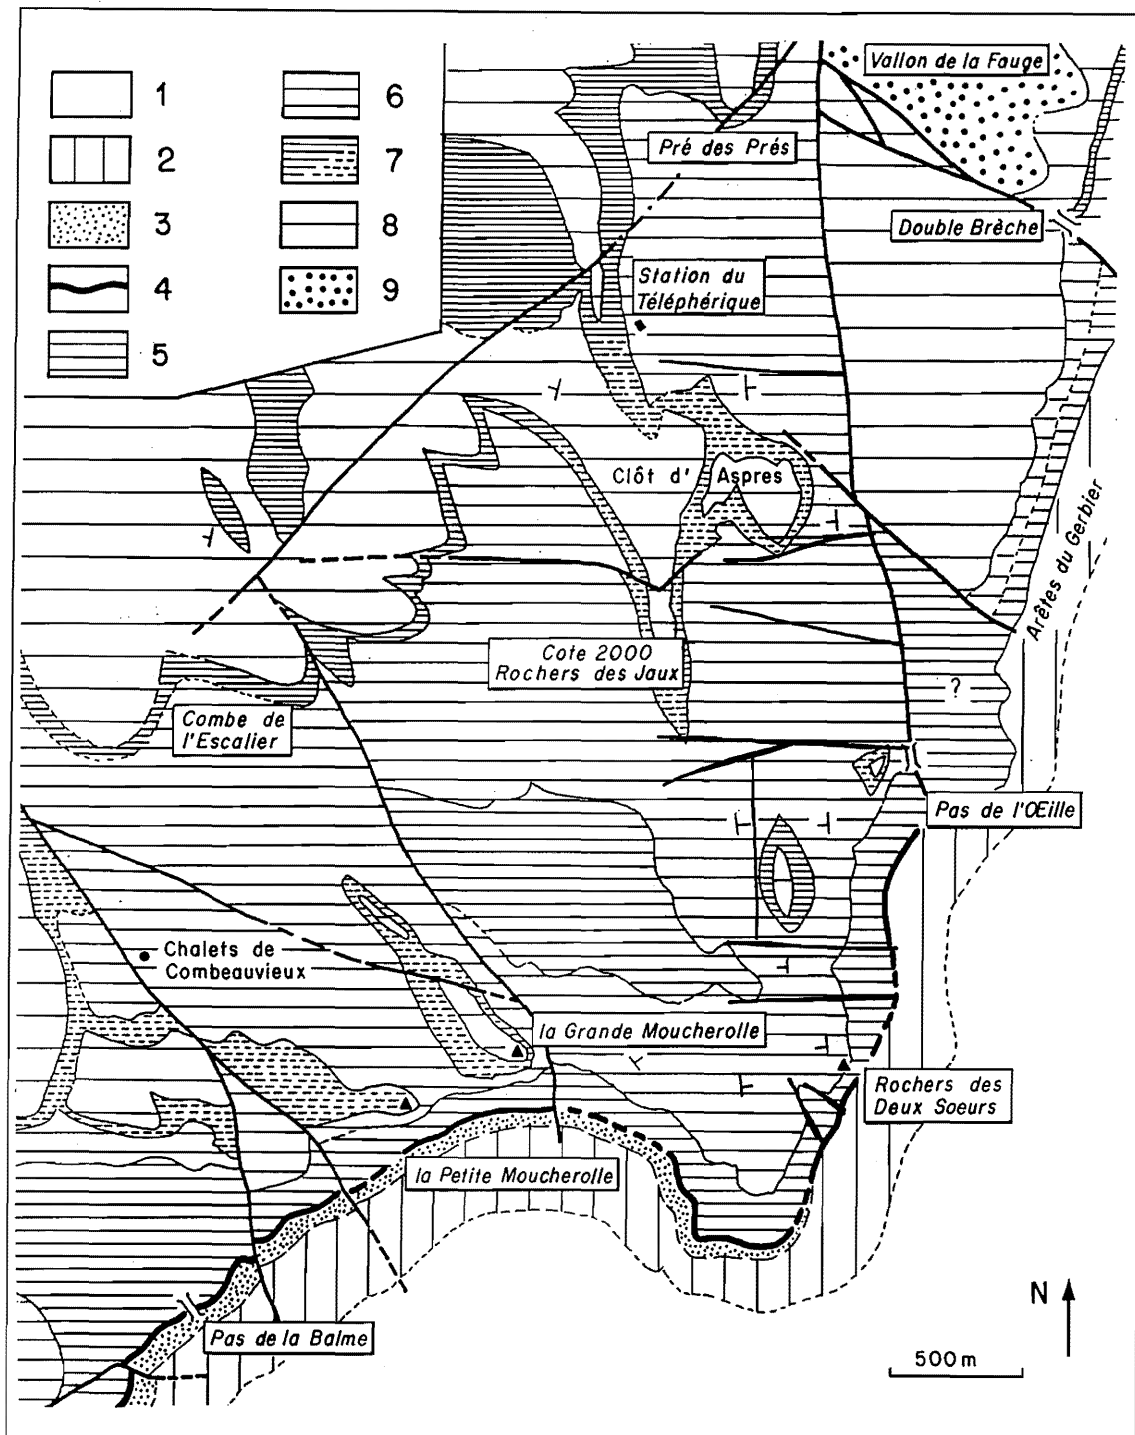 1
2
3
4
5
6
7
8
9
Vallon de la Fauge
Pré des Prés
Double Brèche
Station du
Téléphérique
Clôt d' Aspres
Arêtes du Gerbier
Cote 2000
Rochers des Jaux
?
Combe de
l'Escalier
Pas de l'Œille
Chalets de
Combeauvieux
la Grande Moucherolle
Rochers des
Deux Soeurs
la Petite Moucherolle
N
Pas de la Balme
500m